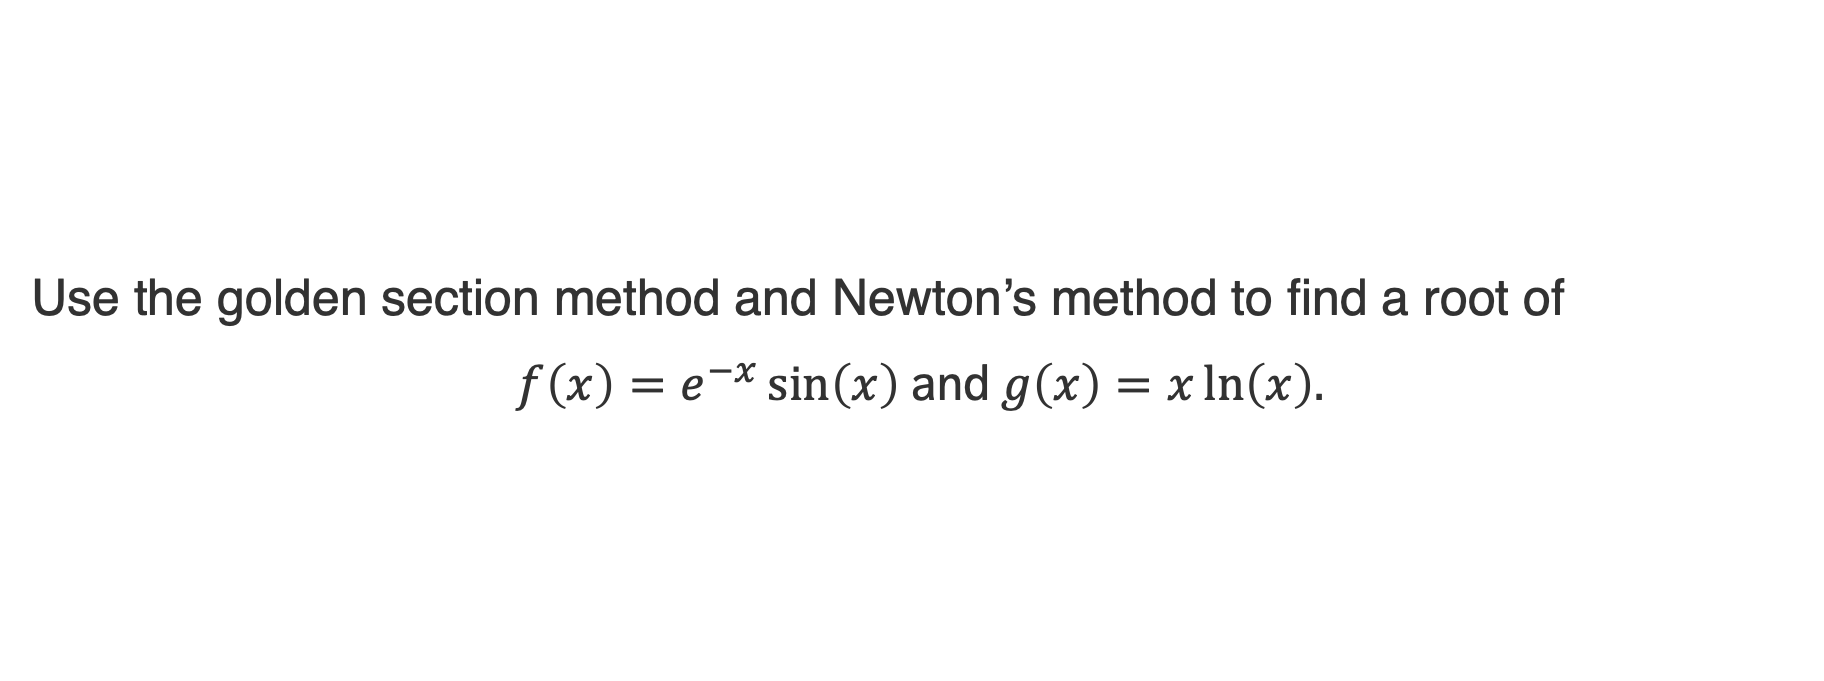 Use the golden section method and Newton’s method to find a root of
f(x) = e⁻ˣ sin(x) and g(x) = x ln(x).